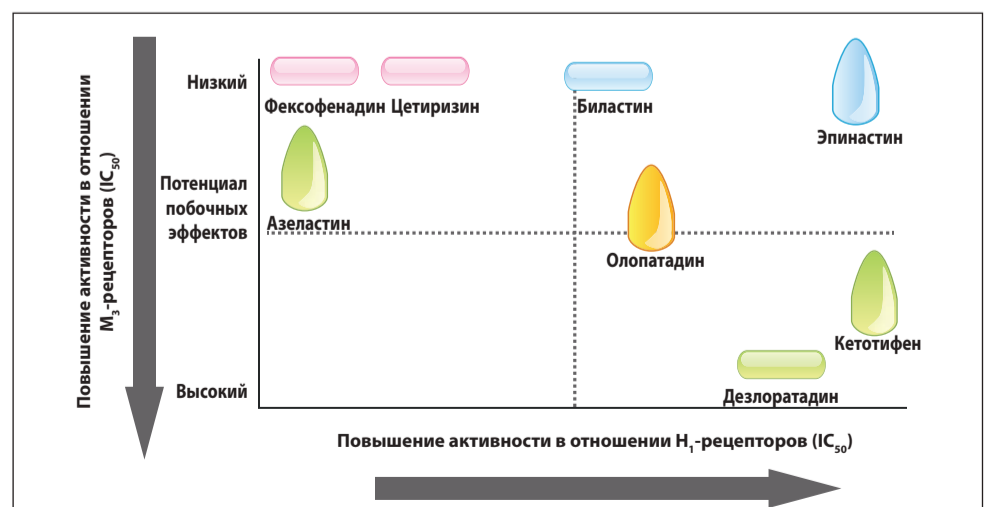 Повышение активности в отношении
М₃-рецепторов (IC₅₀)
Низкий
Потенциал
побочных
эффектов
Высокий
Фексофенадин Цетиризин
Биластин
Эпинастин
Азеластин
Олопатадин
Кетотифен
Дезлоратадин
Повышение активности в отношении Н₁-рецепторов (IC₅₀)